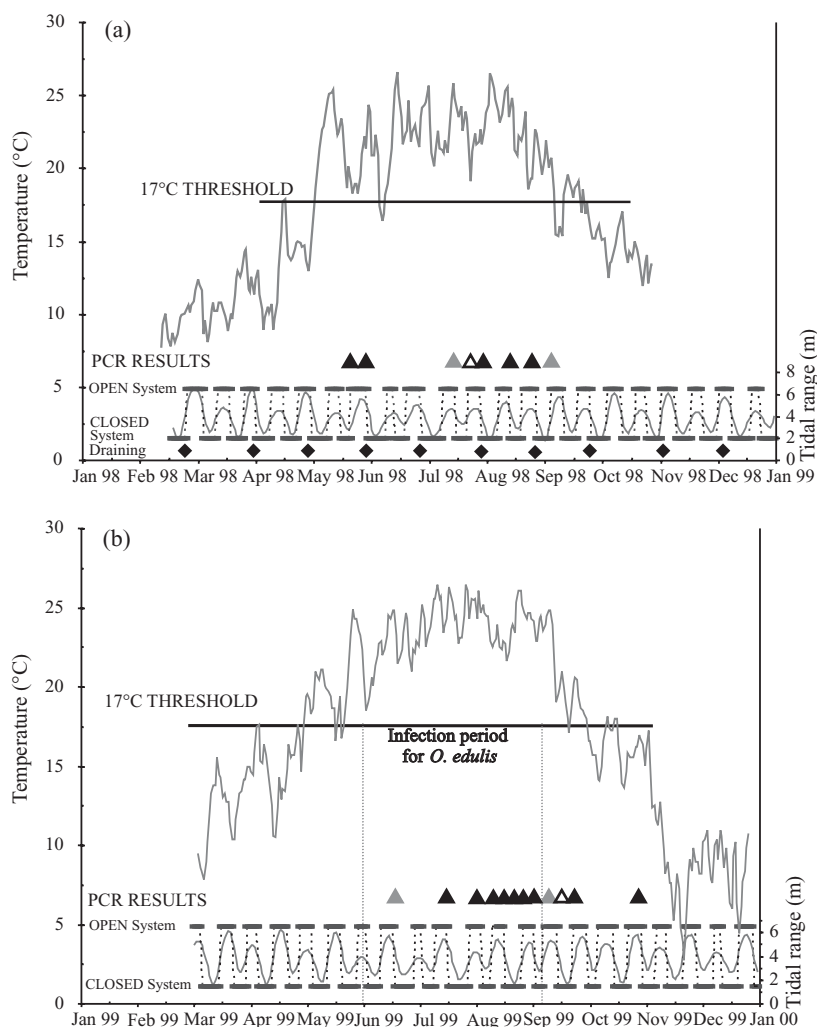 (a)
30
25
20
15
10
5
0
Temperature (°C)
17°C THRESHOLD
PCR RESULTS
OPEN System
CLOSED
System
Draining
8
6
4
2
0
Tidal range (m)
Jan 98 Feb 98 Mar 98 Apr 98 May 98 Jun 98 Jul 98 Aug 98 Sep 98 Oct 98 Nov 98 Dec 98 Jan 99
(b)
30
25
20
15
10
5
0
Temperature (°C)
17°C THRESHOLD
Infection period
for O. edulis
PCR RESULTS
OPEN System
CLOSED System
6
4
2
0
Tidal range (m)
Jan 99 Feb 99 Mar 99 Apr 99 May 99 Jun 99 Jul 99 Aug 99 Sep 99 Oct 99 Nov 99 Dec 99 Jan 00